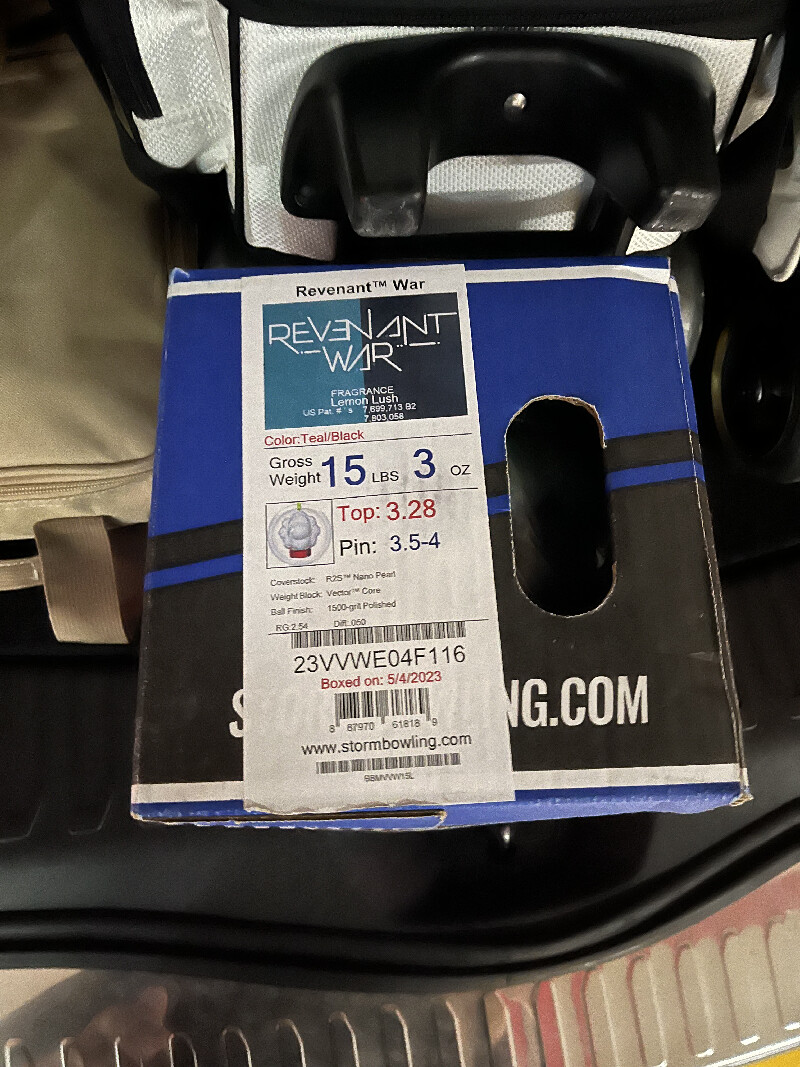 Revenant™ War
REVENANT
WAR
FRAGRANCE
Lemon Lush
US Pat. # ' s 7,699,713 B2
7,803,058
Color:Teal/Black
Gross Weight 15 LBS 3 OZ
Top: 3.28
Pin: 3.5-4
Coverstock: R2S™ Nano Pearl
Weight Block: Vector™ Core
Ball Finish: 1500-grit Polished
RG:2.54 Diff:.050
23VVWE04F116
Boxed on: 5/4/2023
8 87970 61818 9
www.stormbowling.com
BBMVVW15L
S
NG.COM